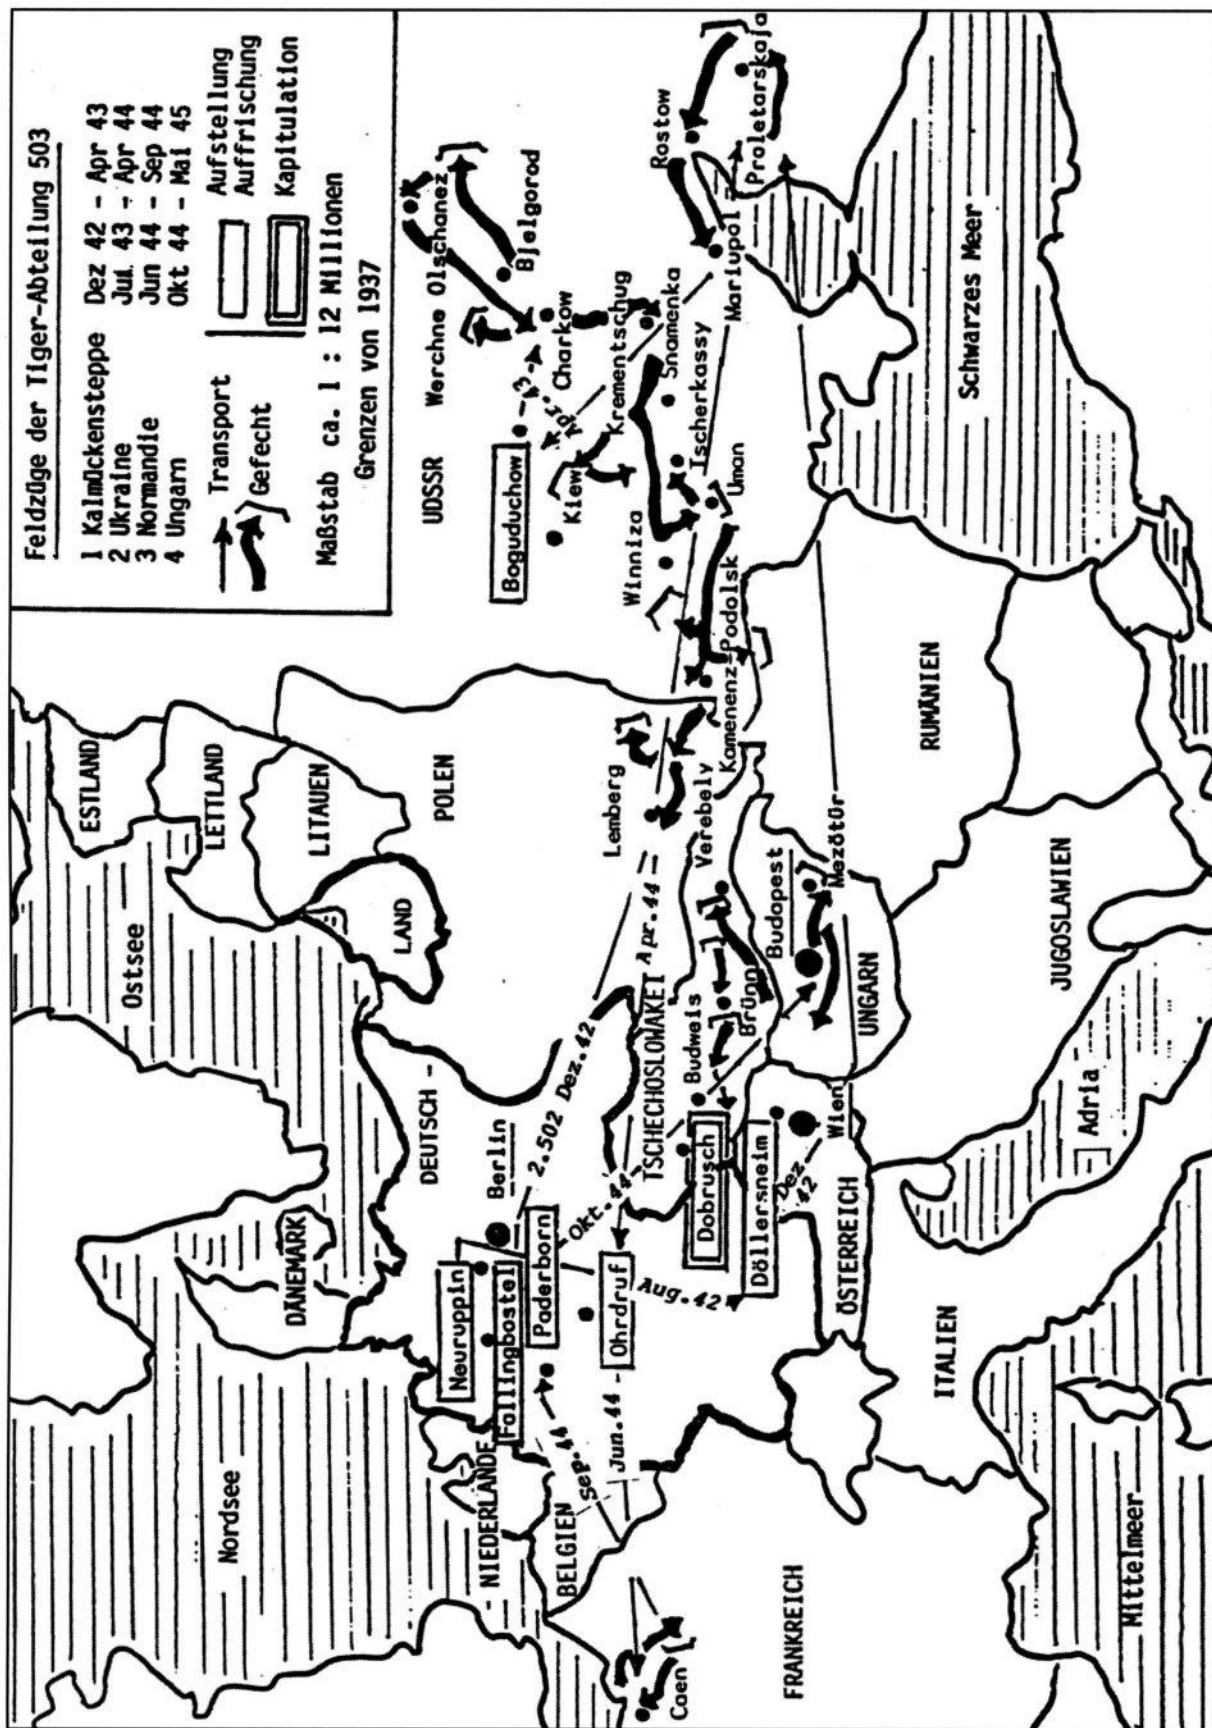 Feldzüge der Tiger-Abteilung 503
1 Kalmückensteppe Dez 42 - Apr 43
2 Ukraine Jul 43 - Apr 44
3 Normandie Jun 44 - Sep 44
4 Ungarn Okt 44 - Mai 45
Transport
Gefecht
Aufstellung
Auffrischung
Kapitulation
Maßstab ca. 1 : 12 Millionen
Grenzen von 1937
Nordsee
Ostsee
ESTLAND
LETTLAND
LITAUEN
DÄNEMARK
LAND
DEUTSCH -
POLEN
UDSSR
Werchne Olschanez
Bjelgorod
Boguduchow
Charkow
Kiew
Krementschug
Snamenka
Tscherkassy
Mariupol
Rostow
Proletarskaja
Winniza
Uman
Kamenenz-Podolsk
Lemberg
Apr. 44
2.502 Dez.42
Neuruppin
Berlin
Fallingbostel
Paderborn
Ohrdruf
Okt. 44
Aug.42
Sep. 44
Jun.44
NIEDERLANDE
BELGIEN
Caen
FRANKREICH
TSCHECHOSLOWAKEI
Budweis
Brünn
Verebely
Dobrusch
Döllersheim
Dez 42
Wien
Budapest
Mezőtúr
UNGARN
ÖSTERREICH
RUMÄNIEN
JUGOSLAWIEN
ITALIEN
Adria
Mittelmeer
Schwarzes Meer